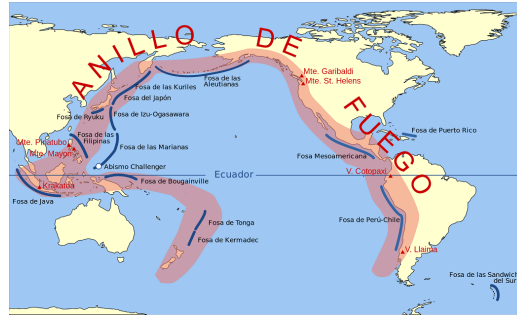 ANILLO DE FUEGO
Mte. Garibaldi
Mte. St. Helens
Fosa de las
Aleutianas
Fosa de las Kuriles
Fosa del Japón
Fosa de Izu-Ogasawara
Fosa de Ryuku
Fosa de las
Filipinas
Fosa de Puerto Rico
Mte. Pinatubo
Mte. Mayon
Fosa de las Marianas
Fosa Mesoamericana
Abismo Challenger
V. Cotopaxi
Ecuador
Fosa de Bougainville
Krakatoa
Fosa de Java
Fosa de Tonga
Fosa de Perú-Chile
Fosa de Kermadec
V. Llaima
Fosa de las Sandwich
del Sur